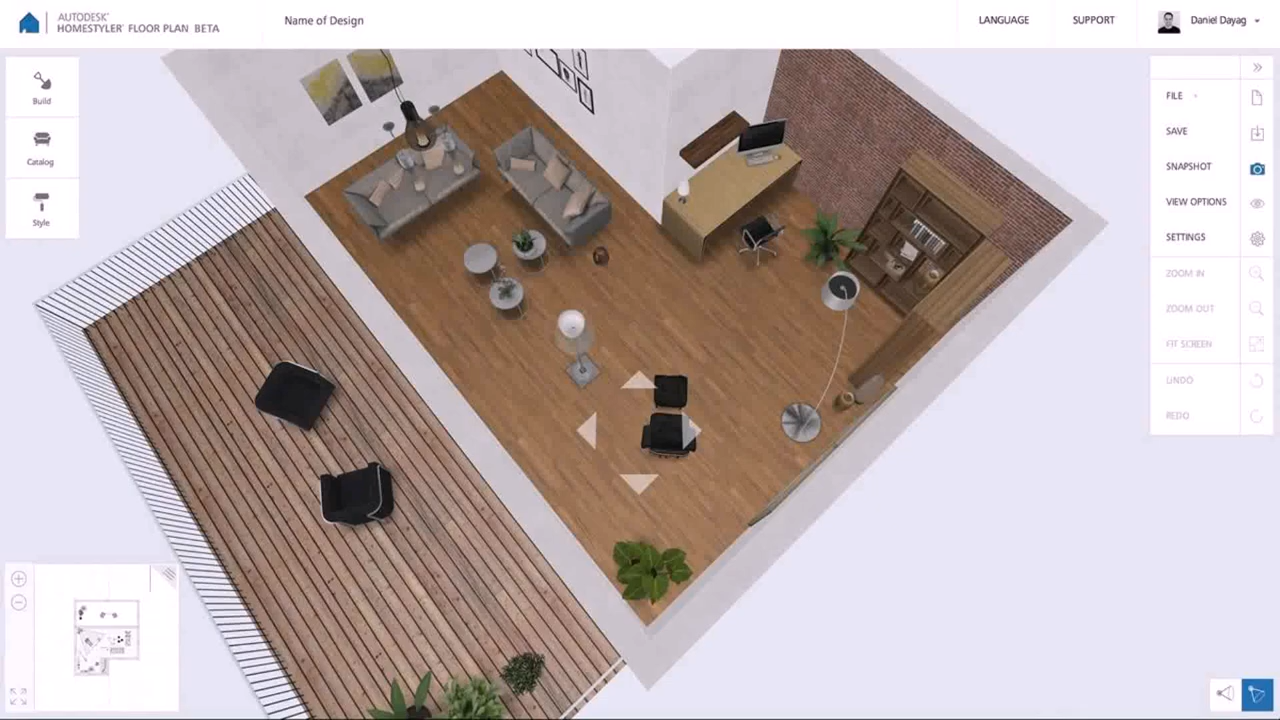 AUTODESK®
HOMESTYLER® FLOOR PLAN BETA
Name of Design
LANGUAGE
SUPPORT
Daniel Dayag
Build
Catalog
Style
FILE
SAVE
SNAPSHOT
VIEW OPTIONS
SETTINGS
ZOOM IN
ZOOM OUT
FIT SCREEN
UNDO
REDO